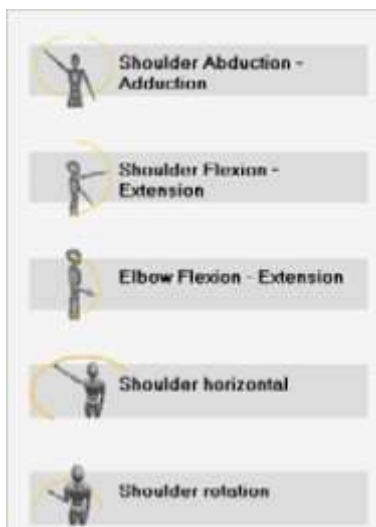 Shoulder Abduction -
Adduction
Shoulder Flexion -
Extension
Elbow Flexion - Extension
Shoulder horizontal
Shoulder rotation